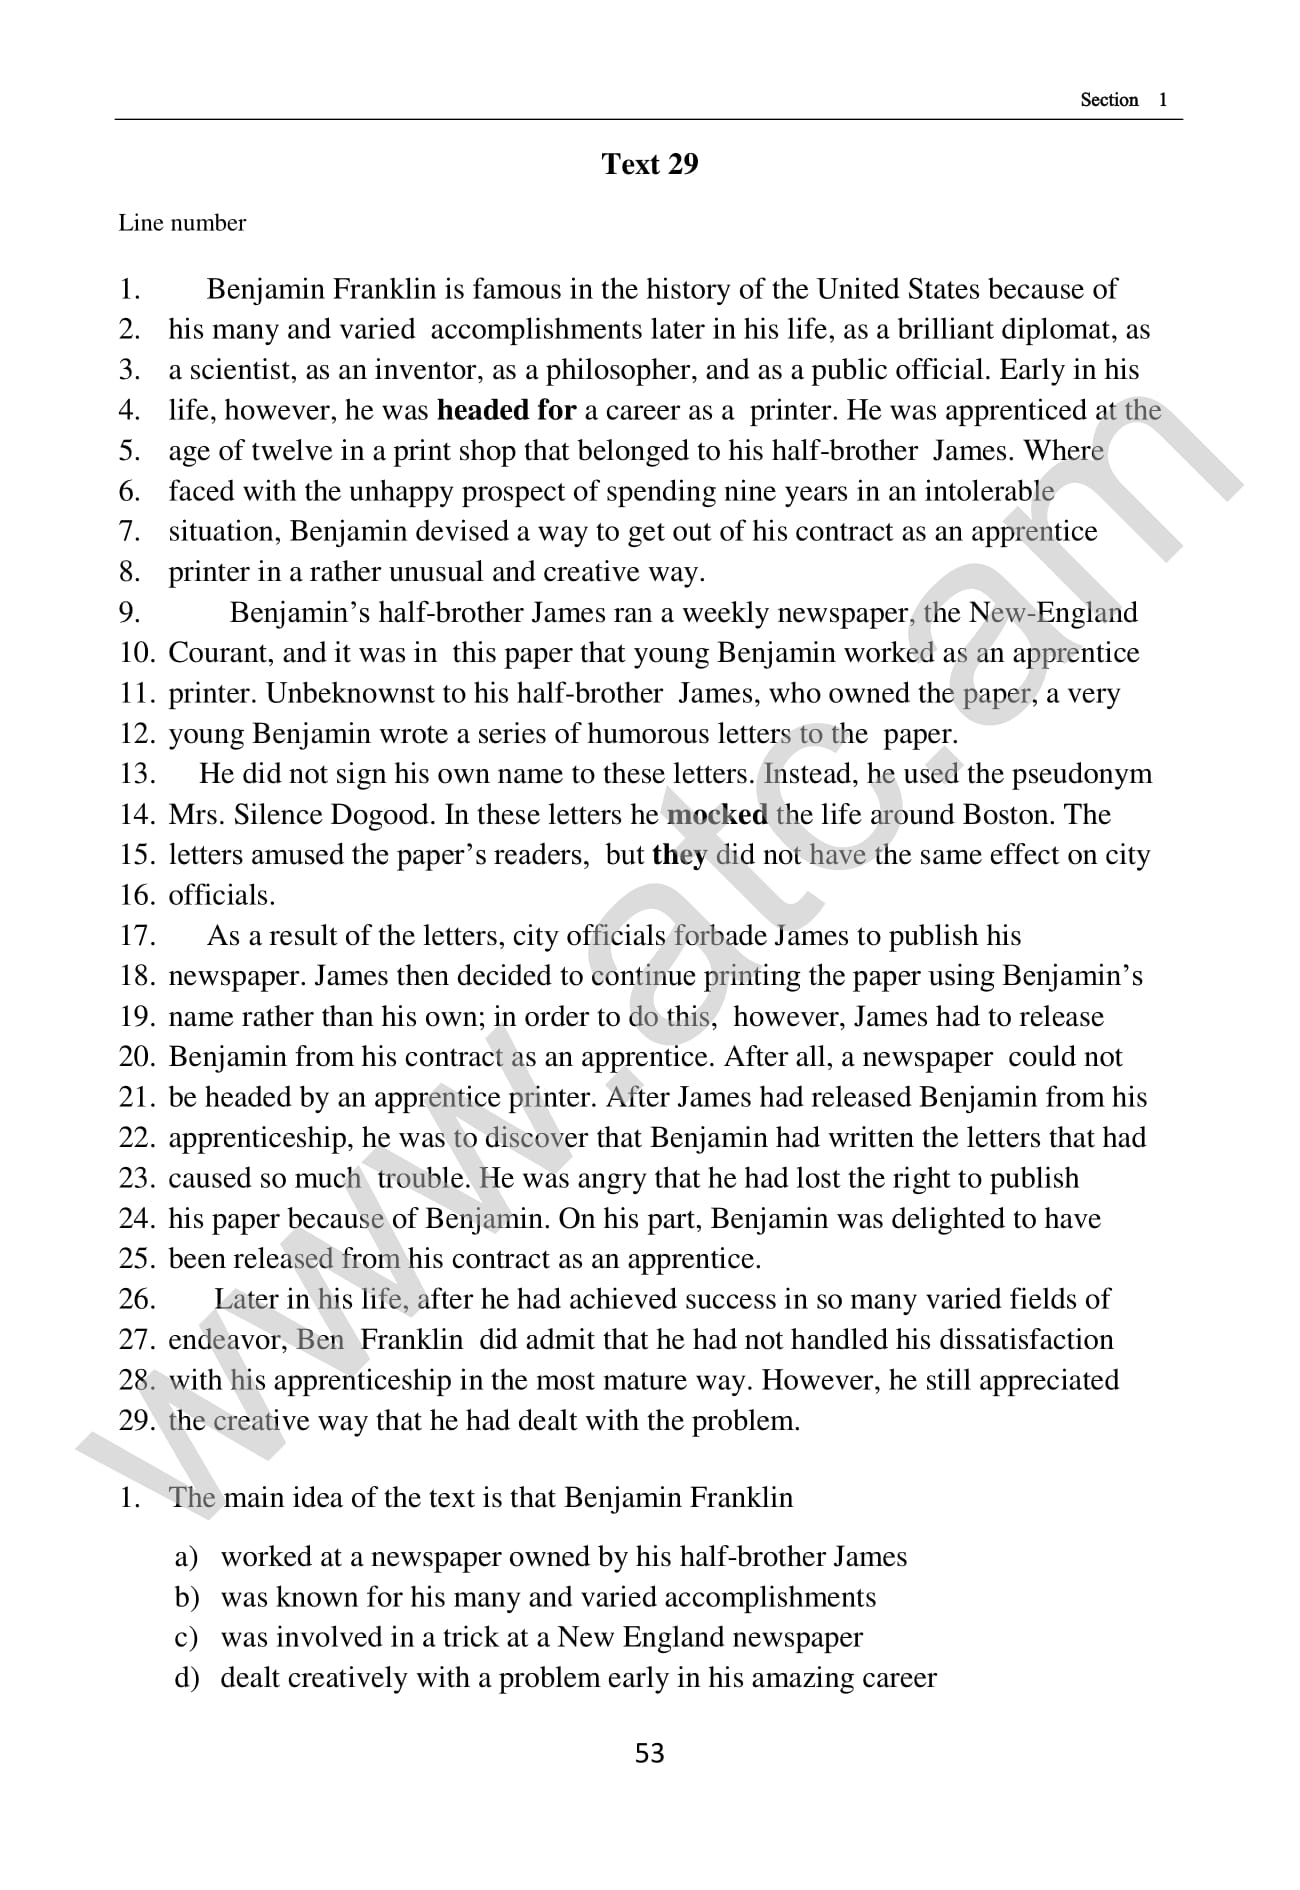 Section 1
Text 29
Line number
1. Benjamin Franklin is famous in the history of the United States because of
2. his many and varied accomplishments later in his life, as a brilliant diplomat, as
3. a scientist, as an inventor, as a philosopher, and as a public official. Early in his
4. life, however, he was headed for a career as a printer. He was apprenticed at the
5. age of twelve in a print shop that belonged to his half-brother James. Where
6. faced with the unhappy prospect of spending nine years in an intolerable
7. situation, Benjamin devised a way to get out of his contract as an apprentice
8. printer in a rather unusual and creative way.
9. Benjamin’s half-brother James ran a weekly newspaper, the New-England
10. Courant, and it was in this paper that young Benjamin worked as an apprentice
11. printer. Unbeknownst to his half-brother James, who owned the paper, a very
12. young Benjamin wrote a series of humorous letters to the paper.
13. He did not sign his own name to these letters. Instead, he used the pseudonym
14. Mrs. Silence Dogood. In these letters he mocked the life around Boston. The
15. letters amused the paper’s readers, but they did not have the same effect on city
16. officials.
17. As a result of the letters, city officials forbade James to publish his
18. newspaper. James then decided to continue printing the paper using Benjamin’s
19. name rather than his own; in order to do this, however, James had to release
20. Benjamin from his contract as an apprentice. After all, a newspaper could not
21. be headed by an apprentice printer. After James had released Benjamin from his
22. apprenticeship, he was to discover that Benjamin had written the letters that had
23. caused so much trouble. He was angry that he had lost the right to publish
24. his paper because of Benjamin. On his part, Benjamin was delighted to have
25. been released from his contract as an apprentice.
26. Later in his life, after he had achieved success in so many varied fields of
27. endeavor, Ben Franklin did admit that he had not handled his dissatisfaction
28. with his apprenticeship in the most mature way. However, he still appreciated
29. the creative way that he had dealt with the problem.
1. The main idea of the text is that Benjamin Franklin
a) worked at a newspaper owned by his half-brother James
b) was known for his many and varied accomplishments
c) was involved in a trick at a New England newspaper
d) dealt creatively with a problem early in his amazing career
53
www.atc.am